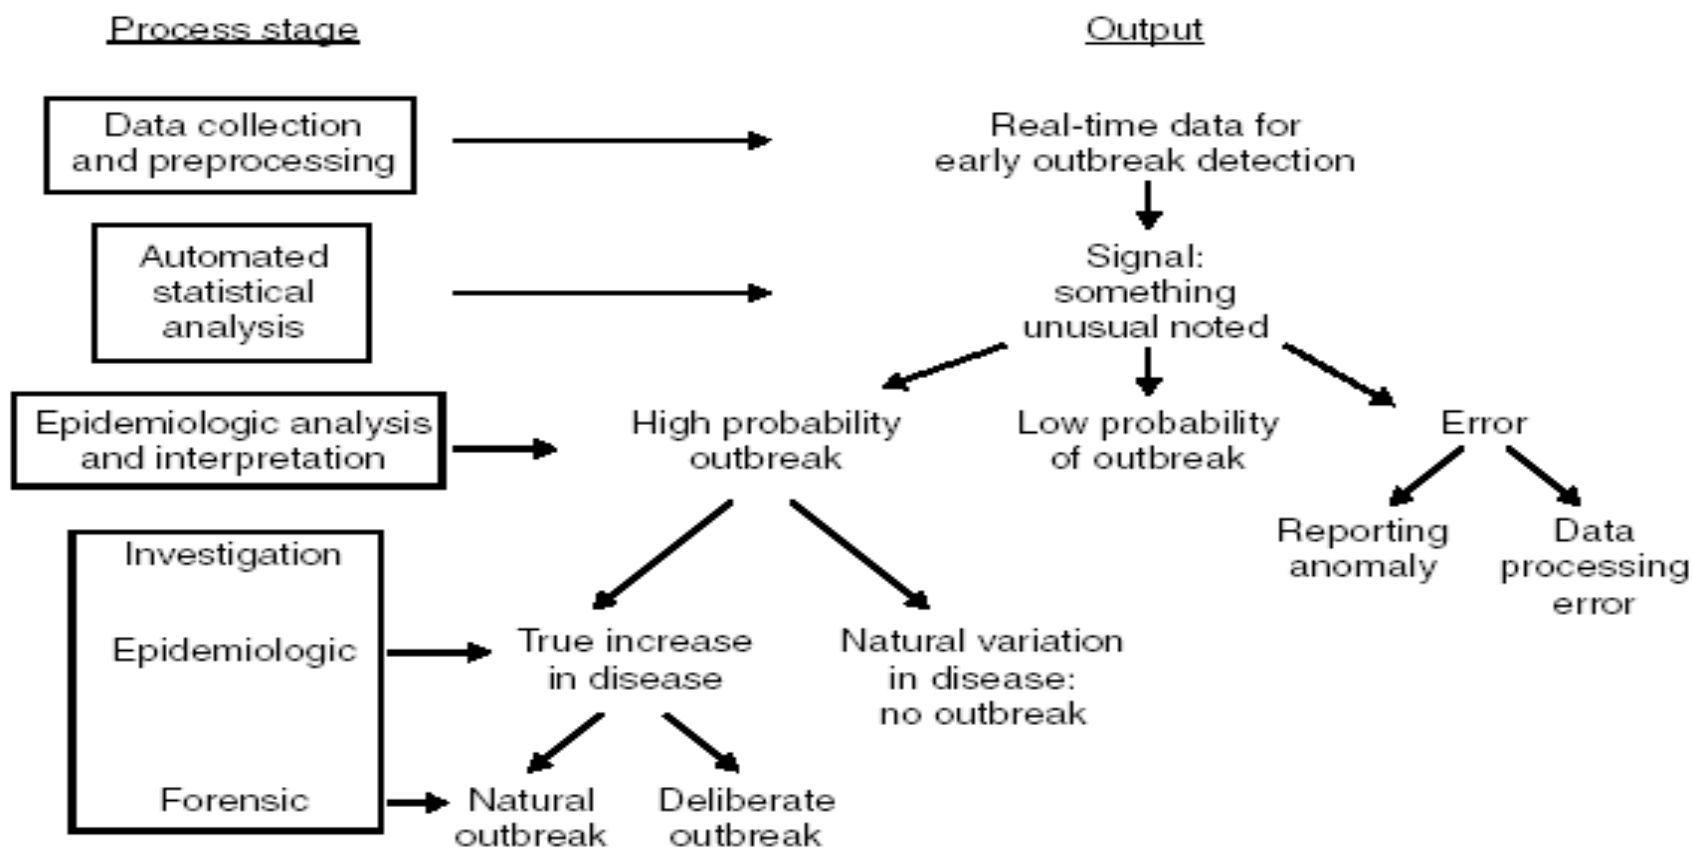 Process stage
Output
Data collection
and preprocessing
Real-time data for
early outbreak detection
Automated
statistical
analysis
Signal:
something
unusual noted
Epidemiologic analysis
and interpretation
High probability
outbreak
Low probability
of outbreak
Error
Reporting
anomaly
Data
processing
error
Investigation
Epidemiologic
True increase
in disease
Natural variation
in disease:
no outbreak
Forensic
Natural
outbreak
Deliberate
outbreak